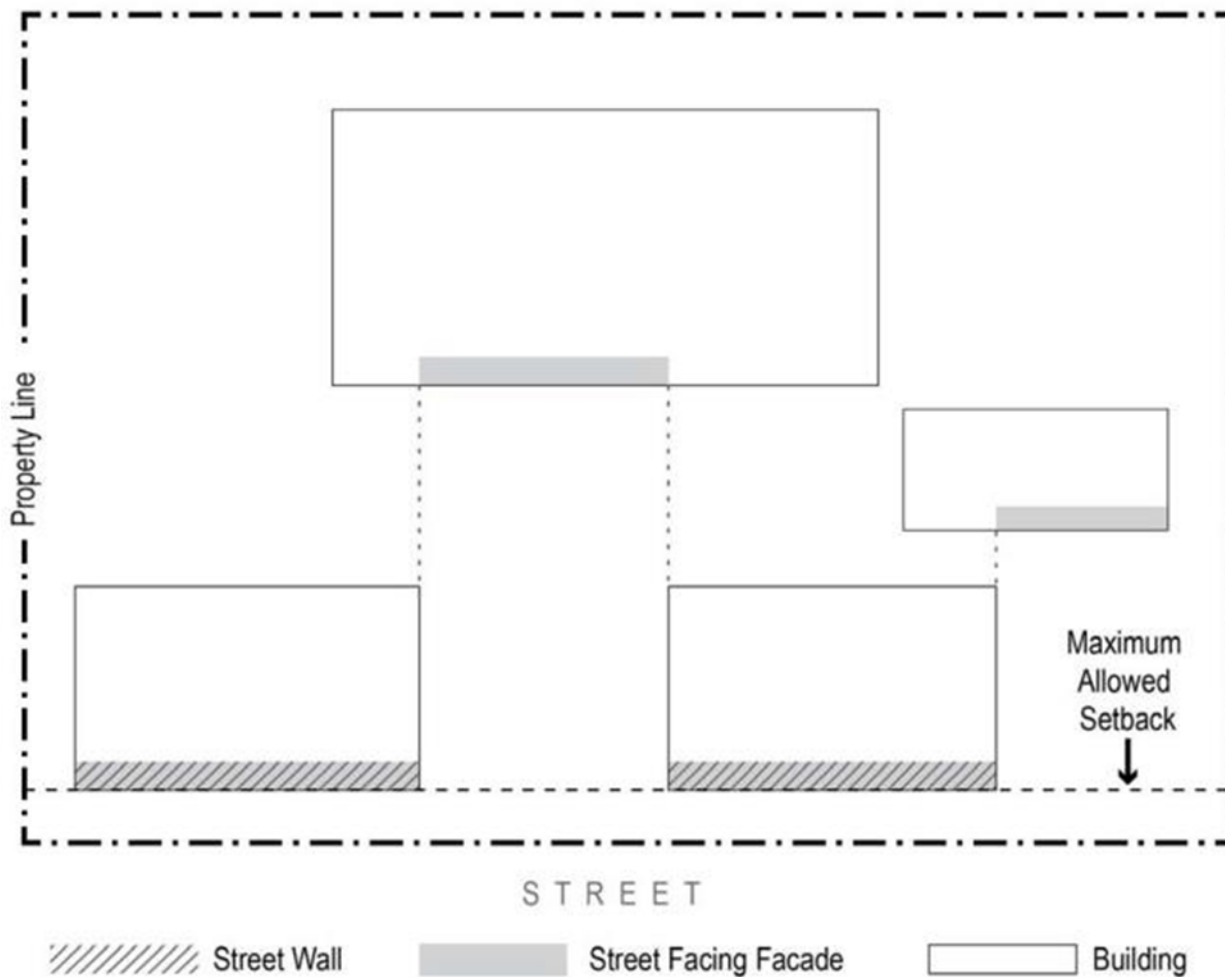 Property Line
Maximum
Allowed
Setback
STREET
Street Wall
Street Facing Facade
Building